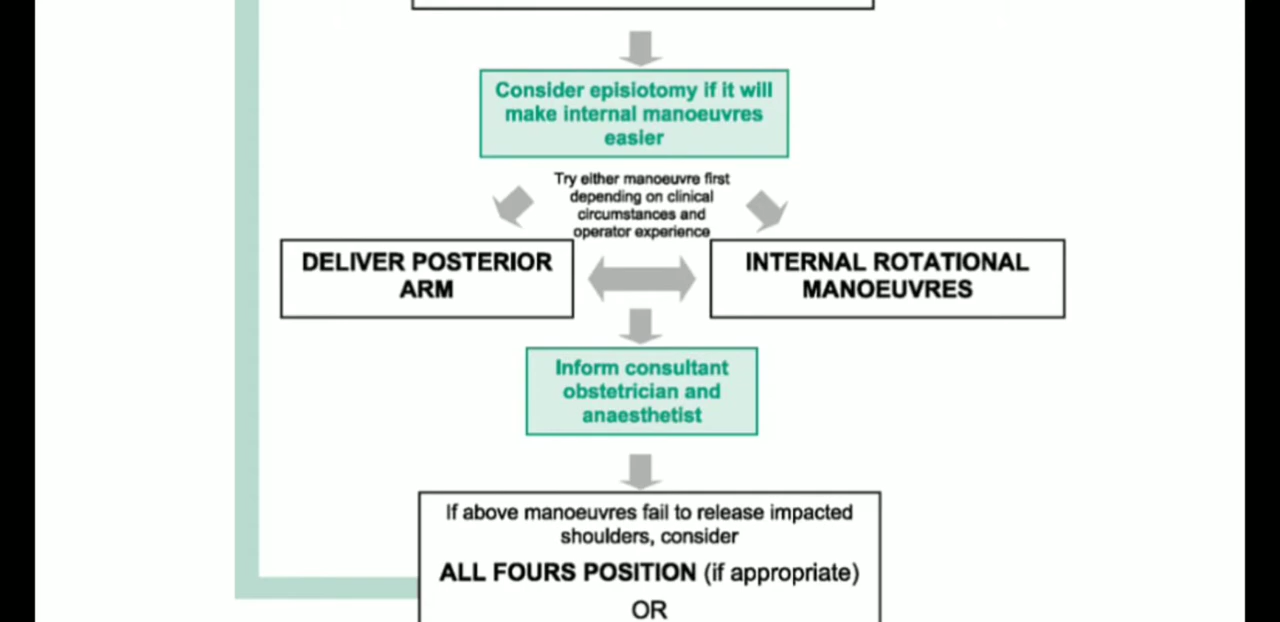 Consider episiotomy if it will
make internal manoeuvres
easier
Try either manoeuvre first
depending on clinical
circumstances and
operator experience
DELIVER POSTERIOR
ARM
INTERNAL ROTATIONAL
MANOEUVRES
Inform consultant
obstetrician and
anaesthetist
If above manoeuvres fail to release impacted
shoulders, consider
ALL FOURS POSITION (if appropriate)
OR